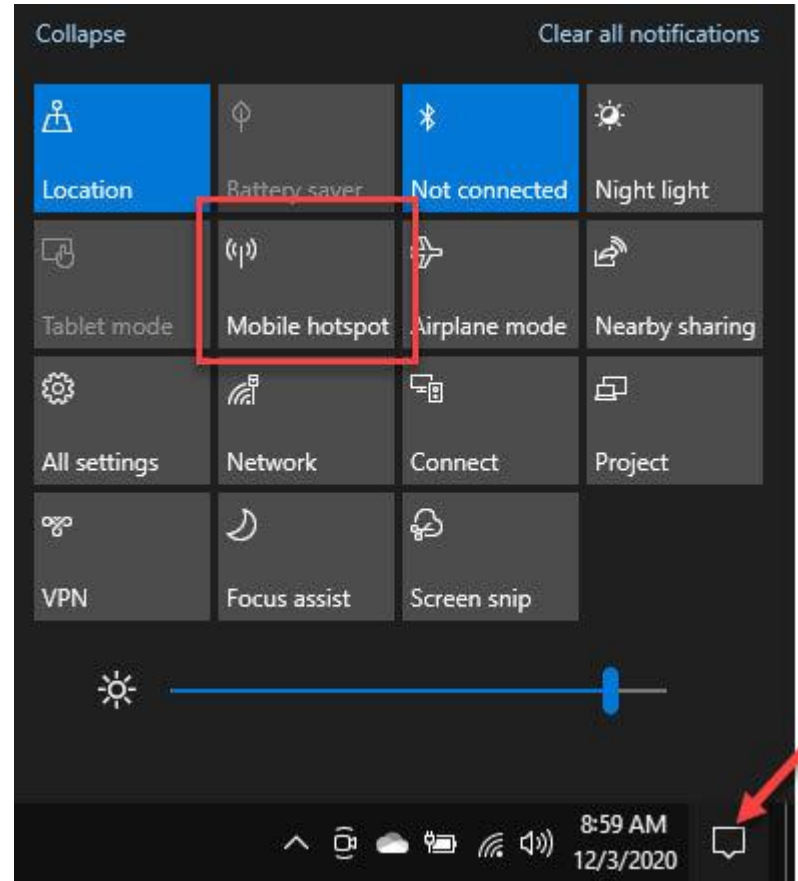 Collapse Clear all notifications
Location Battery saver Not connected Night light
Tablet mode Mobile hotspot Airplane mode Nearby sharing
All settings Network Connect Project
VPN Focus assist Screen snip
8:59 AM
12/3/2020